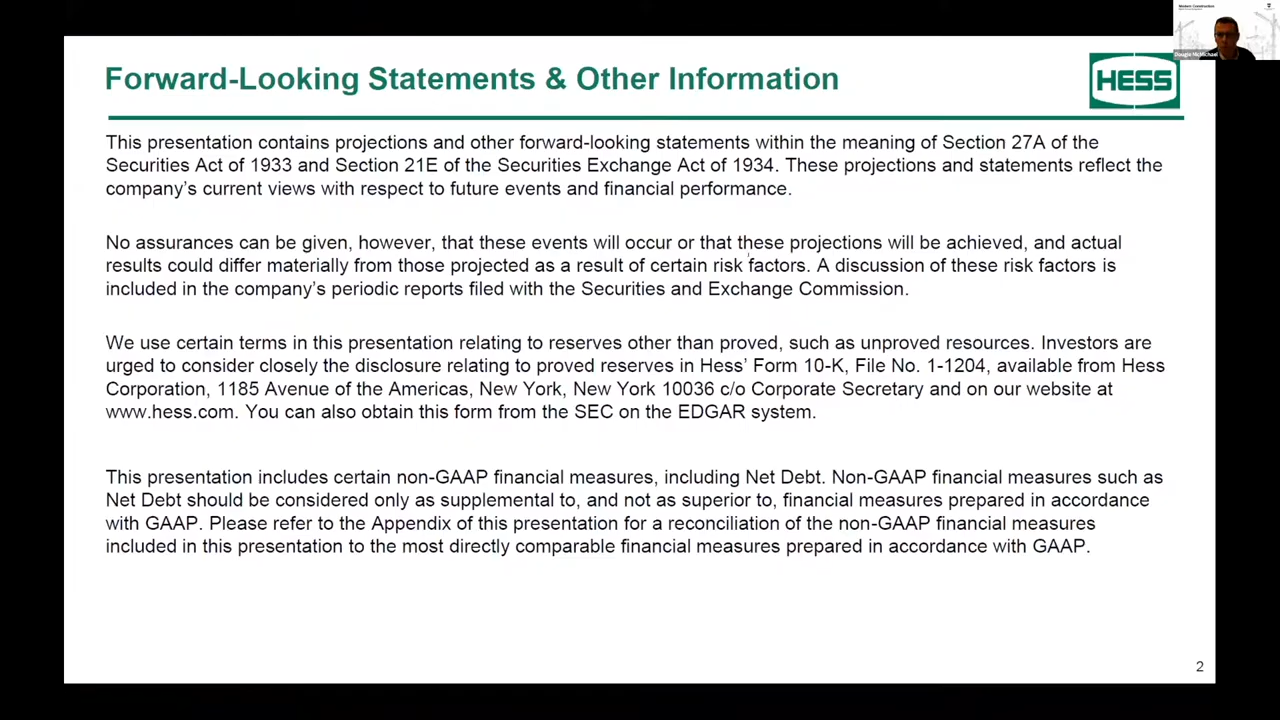 Forward-Looking Statements & Other Information
HESS
This presentation contains projections and other forward-looking statements within the meaning of Section 27A of the
Securities Act of 1933 and Section 21E of the Securities Exchange Act of 1934. These projections and statements reflect the
company's current views with respect to future events and financial performance.
No assurances can be given, however, that these events will occur or that these projections will be achieved, and actual
results could differ materially from those projected as a result of certain risk factors. A discussion of these risk factors is
included in the company's periodic reports filed with the Securities and Exchange Commission.
We use certain terms in this presentation relating to reserves other than proved, such as unproved resources. Investors are
urged to consider closely the disclosure relating to proved reserves in Hess' Form 10-K, File No. 1-1204, available from Hess
Corporation, 1185 Avenue of the Americas, New York, New York 10036 c/o Corporate Secretary and on our website at
www.hess.com. You can also obtain this form from the SEC on the EDGAR system.
This presentation includes certain non-GAAP financial measures, including Net Debt. Non-GAAP financial measures such as
Net Debt should be considered only as supplemental to, and not as superior to, financial measures prepared in accordance
with GAAP. Please refer to the Appendix of this presentation for a reconciliation of the non-GAAP financial measures
included in this presentation to the most directly comparable financial measures prepared in accordance with GAAP.
2
Dougie McMichael